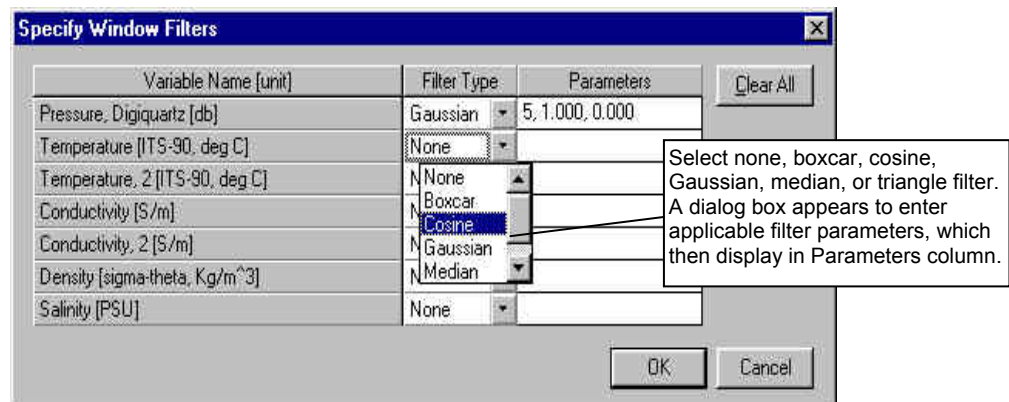 Specify Window Filters
Variable Name [unit] Filter Type Parameters Clear All
Pressure, Digiquartz [db] Gaussian 5, 1.000, 0.000
Temperature [ITS-90, deg C] None
Temperature, 2 [ITS-90, deg C] N
Conductivity [S/m] N
Conductivity, 2 [S/m] N
Density [sigma-theta, Kg/m^3] N
Salinity [PSU] None
None
Boxcar
Cosine
Gaussian
Median
Select none, boxcar, cosine,
Gaussian, median, or triangle filter.
A dialog box appears to enter
applicable filter parameters, which
then display in Parameters column.
OK Cancel